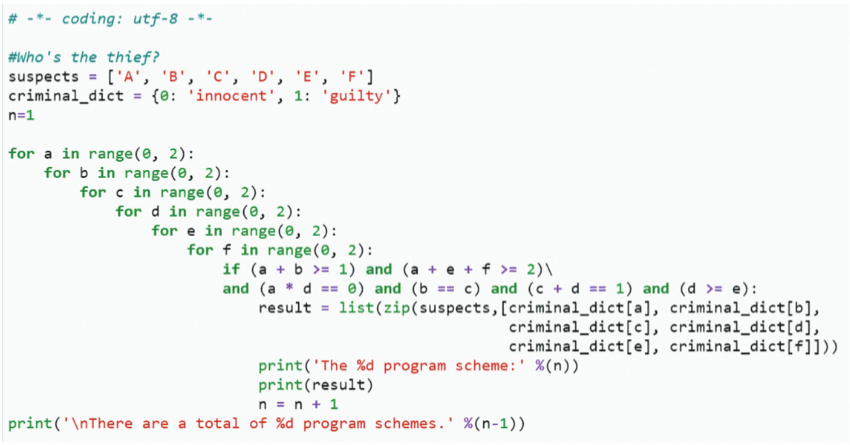 # -*- coding: utf-8 -*-

#Who's the thief?
suspects = ['A', 'B', 'C', 'D', 'E', 'F']
criminal_dict = {0: 'innocent', 1: 'guilty'}
n=1

for a in range(0, 2):
    for b in range(0, 2):
        for c in range(0, 2):
            for d in range(0, 2):
                for e in range(0, 2):
                    for f in range(0, 2):
                        if (a + b >= 1) and (a + e + f >= 2)\
                        and (a * d == 0) and (b == c) and (c + d == 1) and (d >= e):
                            result = list(zip(suspects,[criminal_dict[a], criminal_dict[b],
                                                        criminal_dict[c], criminal_dict[d],
                                                        criminal_dict[e], criminal_dict[f]]))
                            print('The %d program scheme:' %(n))
                            print(result)
                            n = n + 1
print('\nThere are a total of %d program schemes.' %(n-1))